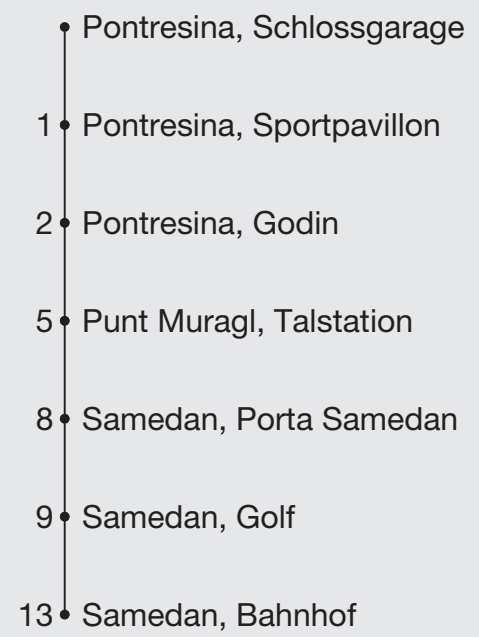 Pontresina, Schlossgarage
1 Pontresina, Sportpavillon
2 Pontresina, Godin
5 Punt Muragl, Talstation
8 Samedan, Porta Samedan
9 Samedan, Golf
13 Samedan, Bahnhof